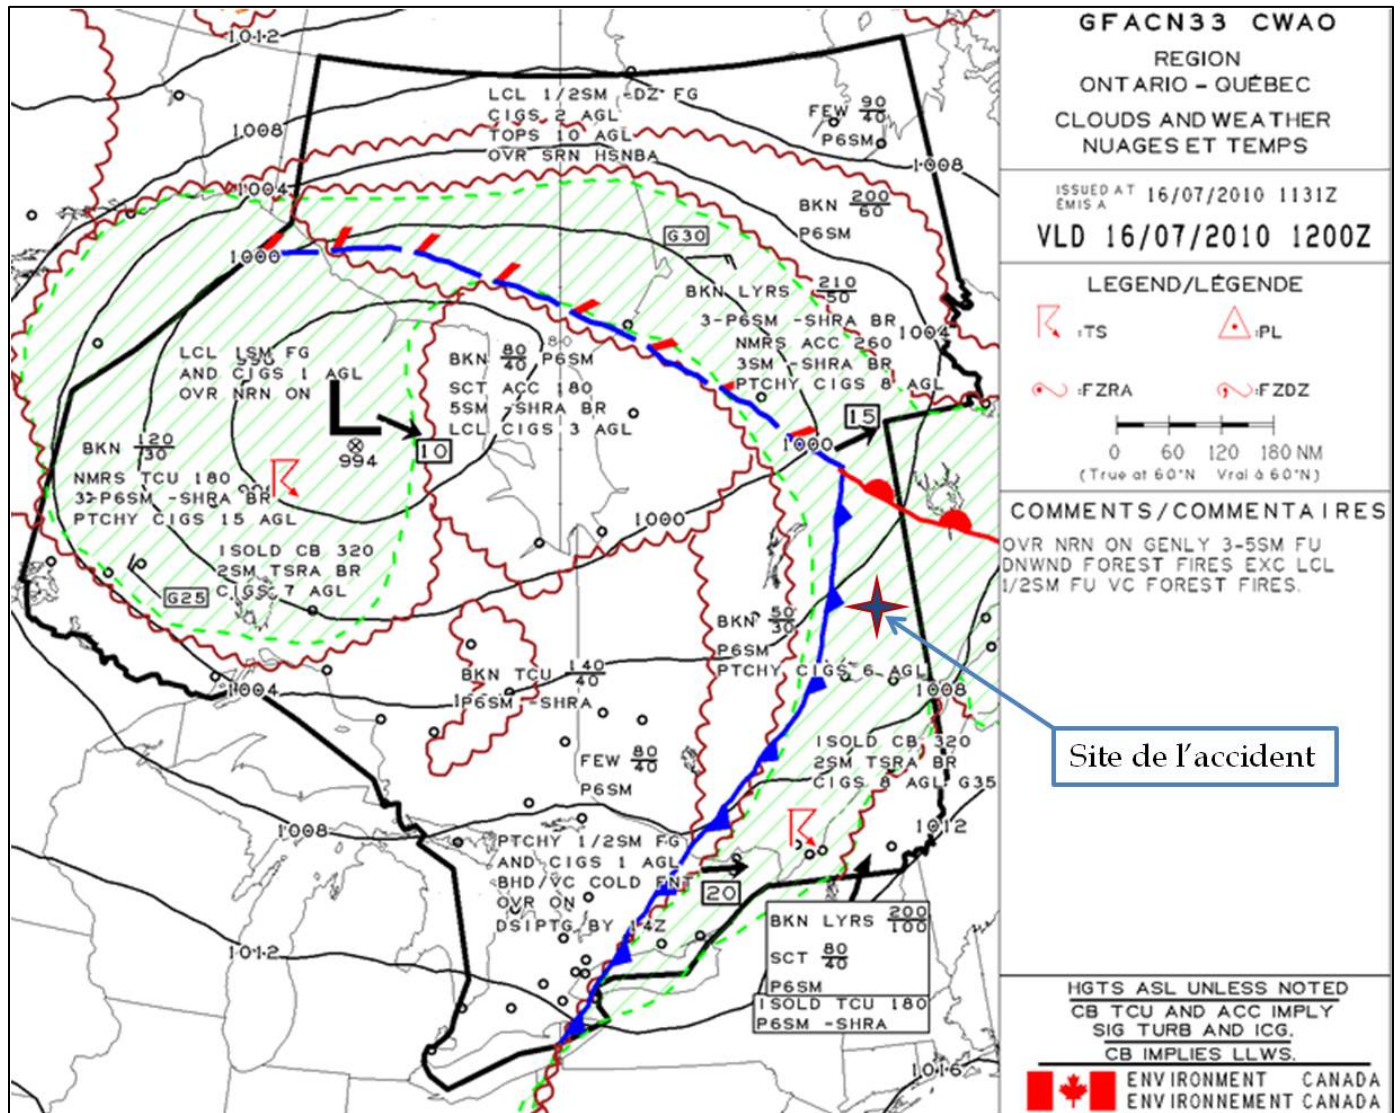 1012
LCL 1/2SM -DZ FG
CIGS 2 AGL
TOPS 10 AGL
OVR SRN HSNBA
FEW 90/40
P6SM
1008
1008
1004
BKN 200/60
P6SM
G30
1000
BKN LYRS 210/50
3-P6SM -SHRA BR
NMRS ACC 260
3SM -SHRA BR
PTCHY CIGS 8 AGL
1004
LCL 1SM FG
AND CIGS 1 AGL
OVR NRN ON
996
BKN 80/40 P6SM
SCT ACC 180
5SM -SHRA BR
LCL CIGS 3 AGL
80
L
994
10
15
1000
BKN 120/30
NMRS TCU 180
3-P6SM -SHRA BR
PTCHY CIGS 15 AGL
1000
ISOLD CB 320
2SM TSRA BR
CIGS 7 AGL
G25
BKN 50/30
P6SM
PTCHY CIGS 6 AGL
1004
BKN TCU 140/40
P6SM -SHRA
1008
FEW 80/40
P6SM
ISOLD CB 320
2SM TSRA BR
CIGS 8 AGL G35
1008
1012
PTCHY 1/2SM FG
AND CIGS 1 AGL
BHD/VC COLD FNT
OVR ON
DSIPTG BY 14Z
20
1012
BKN LYRS 200/100
SCT 80/40
P6SM
ISOLD TCU 180
P6SM -SHRA
1016
Site de l'accident
GFACN33 CWAO
REGION
ONTARIO - QUÉBEC
CLOUDS AND WEATHER
NUAGES ET TEMPS
ISSUED AT
ÉMIS A
16/07/2010 1131Z
VLD 16/07/2010 1200Z
LEGEND/LÉGENDE
:TS
:PL
:FZRA
:FZDZ
0 60 120 180 NM
(True at 60°N Vrai à 60°N)
COMMENTS/COMMENTAIRES
OVR NRN ON GENLY 3-5SM FU
DNWND FOREST FIRES EXC LCL
1/2SM FU VC FOREST FIRES.
HGTS ASL UNLESS NOTED
CB TCU AND ACC IMPLY
SIG TURB AND ICG.
CB IMPLIES LLWS.
ENVIRONMENT CANADA
ENVIRONNEMENT CANADA